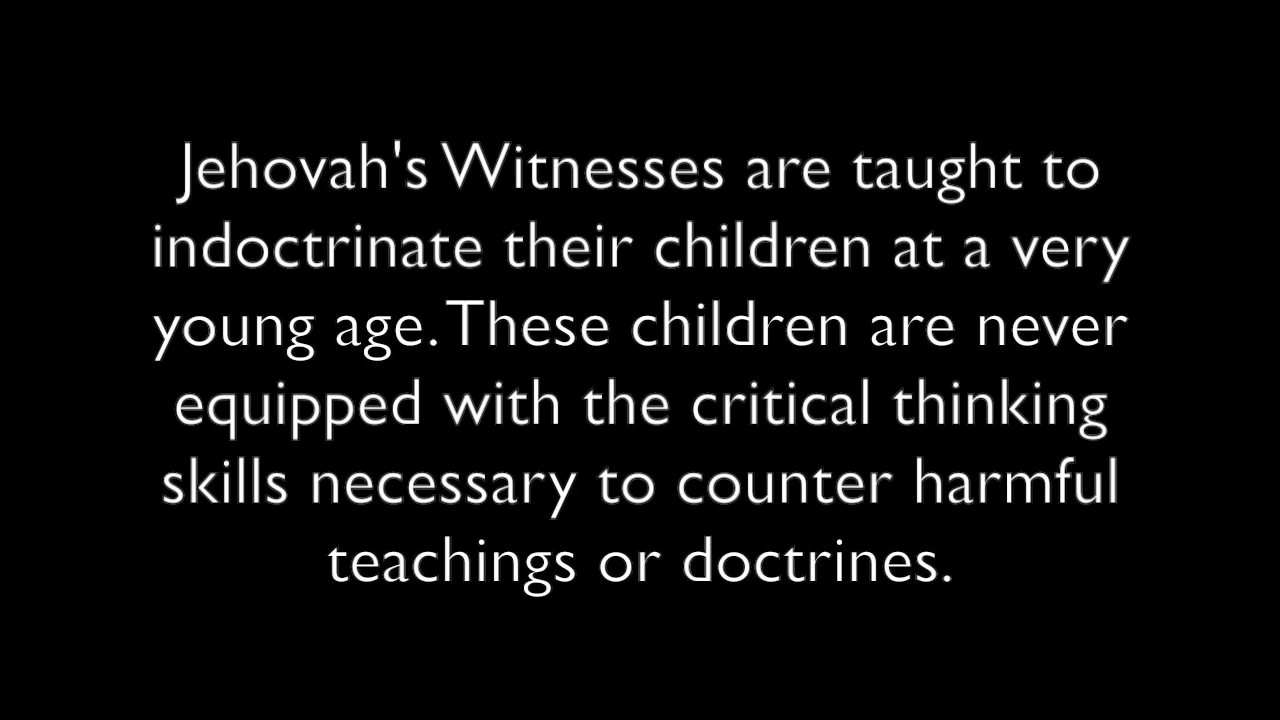 Jehovah's Witnesses are taught to
indoctrinate their children at a very
young age. These children are never
equipped with the critical thinking
skills necessary to counter harmful
teachings or doctrines.